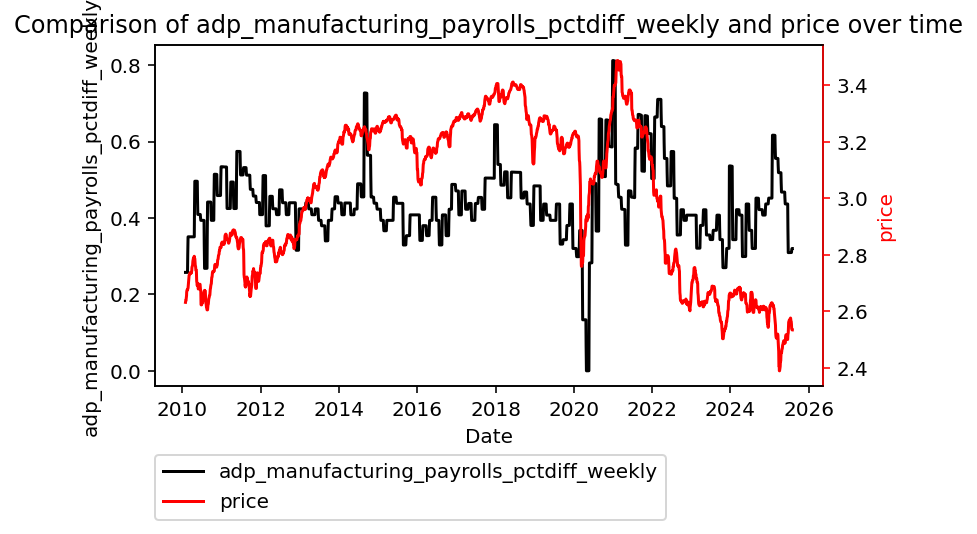 Comparison of adp_manufacturing_payrolls_pctdiff_weekly and price over time
adp_manufacturing_payrolls_pctdiff_weekly
0.8
0.6
0.4
0.2
0.0
3.4
3.2
3.0
2.8
2.6
2.4
price
2010 2012 2014 2016 2018 2020 2022 2024 2026
Date
adp_manufacturing_payrolls_pctdiff_weekly
price